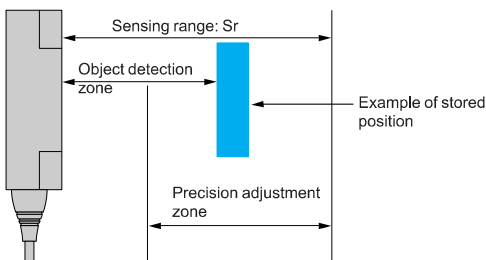 Sensing range: Sr
Object detection
zone
Example of stored
position
Precision adjustment
zone